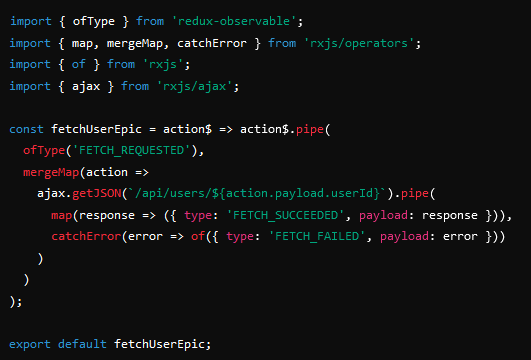 import { ofType } from 'redux-observable';
import { map, mergeMap, catchError } from 'rxjs/operators';
import { of } from 'rxjs';
import { ajax } from 'rxjs/ajax';

const fetchUserEpic = action$ => action$.pipe(
  ofType('FETCH_REQUESTED'),
  mergeMap(action =>
    ajax.getJSON(`/api/users/${action.payload.userId}`).pipe(
      map(response => ({ type: 'FETCH_SUCCEEDED', payload: response })),
      catchError(error => of({ type: 'FETCH_FAILED', payload: error }))
    )
  )
);

export default fetchUserEpic;